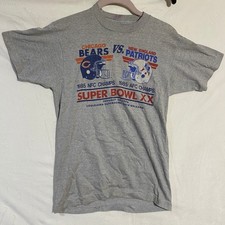 CHICAGO NEW ENGLAND
BEARS VS. PATRIOTS
1985 NFC CHAMPS 1985 AFC CHAMPS
SUPER BOWL XX